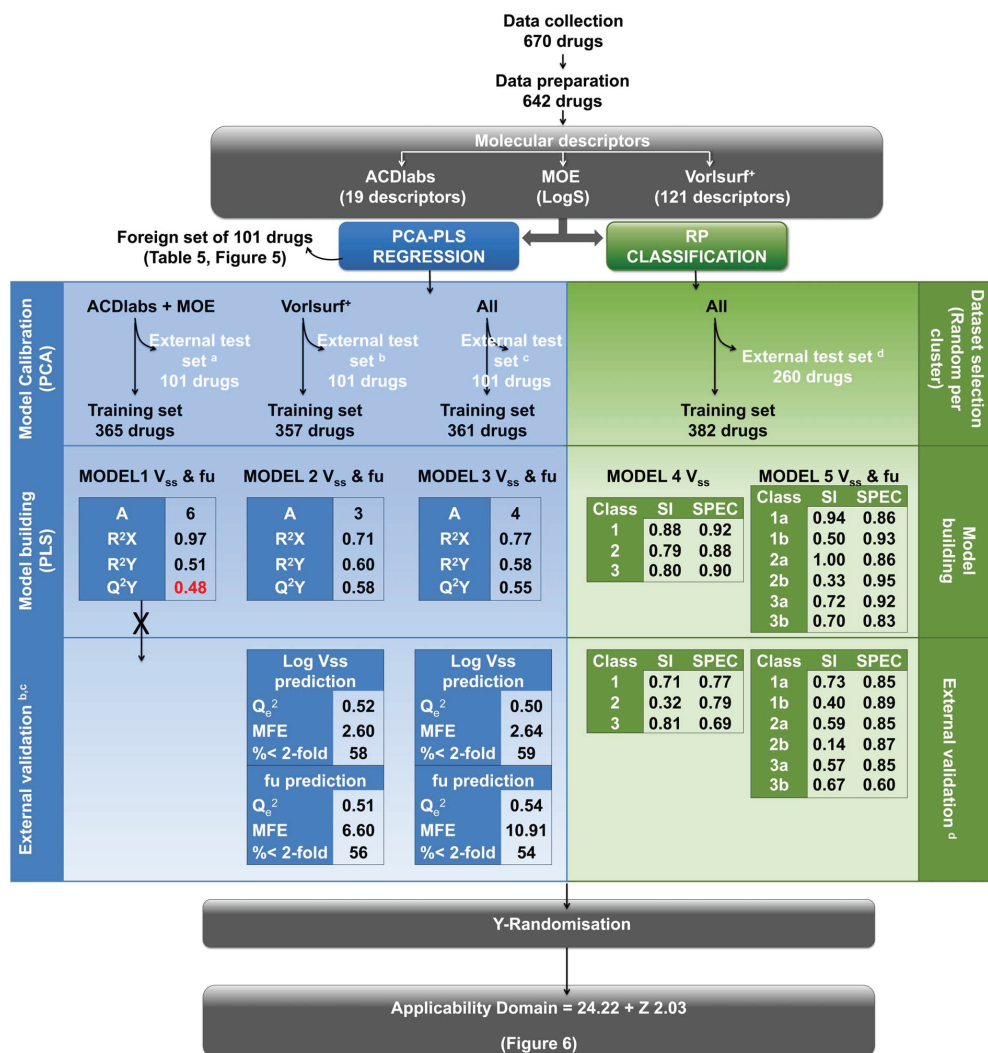 Data collection
670 drugs
Data preparation
642 drugs
Molecular descriptors
ACDlabs
(19 descriptors)
MOE
(LogS)
Vorlsurf⁺
(121 descriptors)
Foreign set of 101 drugs
(Table 5, Figure 5)
PCA-PLS
REGRESSION
RP
CLASSIFICATION
Model Calibration
(PCA)
ACDlabs + MOE
External test
set ᵃ
101 drugs
Training set
365 drugs
Vorlsurf⁺
External test
set ᵇ
101 drugs
Training set
357 drugs
All
External test
set ᶜ
101 drugs
Training set
361 drugs
All
External test set ᵈ
260 drugs
Training set
382 drugs
Dataset selection
(Random per
cluster)
Model building
(PLS)
MODEL1 Vss & fu
A 6
R²X 0.97
R²Y 0.51
Q²Y 0.48
X
MODEL 2 Vss & fu
A 3
R²X 0.71
R²Y 0.60
Q²Y 0.58
MODEL 3 Vss & fu
A 4
R²X 0.77
R²Y 0.58
Q²Y 0.55
MODEL 4 Vss
Class SI SPEC
1 0.88 0.92
2 0.79 0.88
3 0.80 0.90
MODEL 5 Vss & fu
Class SI SPEC
1a 0.94 0.86
1b 0.50 0.93
2a 1.00 0.86
2b 0.33 0.95
3a 0.72 0.92
3b 0.70 0.83
Model
building
External validation ᵇ,ᶜ
Log Vss
prediction
Qe² 0.52
MFE 2.60
%< 2-fold 58
fu prediction
Qe² 0.51
MFE 6.60
%< 2-fold 56
Log Vss
prediction
Qe² 0.50
MFE 2.64
%< 2-fold 59
fu prediction
Qe² 0.54
MFE 10.91
%< 2-fold 54
Class SI SPEC
1 0.71 0.77
2 0.32 0.79
3 0.81 0.69
Class SI SPEC
1a 0.73 0.85
1b 0.40 0.89
2a 0.59 0.85
2b 0.14 0.87
3a 0.57 0.85
3b 0.67 0.60
External validation ᵈ
Y-Randomisation
Applicability Domain = 24.22 + Z 2.03
(Figure 6)